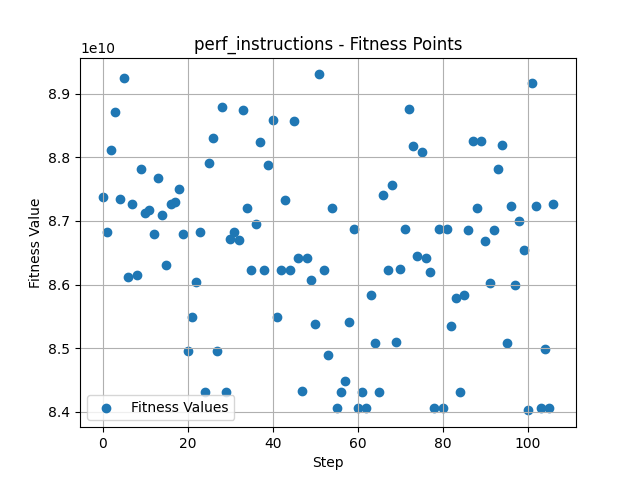 perf_instructions - Fitness Points
1e10
8.9
8.8
8.7
8.6
8.5
8.4
Fitness Value
Fitness Values
0 20 40 60 80 100
Step